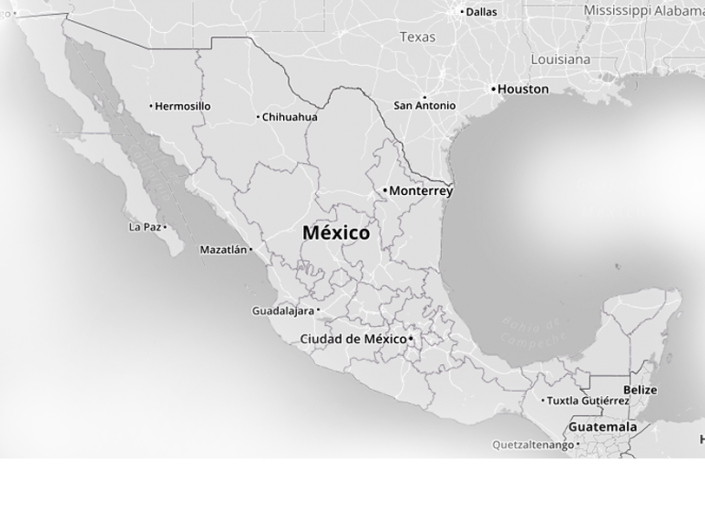 Dallas
Mississippi
Alabama
Texas
Louisiana
Houston
San Antonio
Hermosillo
Chihuahua
Monterrey
La Paz
México
Mazatlán
Guadalajara
Bahía de
Campeche
Ciudad de México
Belize
Tuxtla Gutiérrez
Guatemala
Quetzaltenango
H